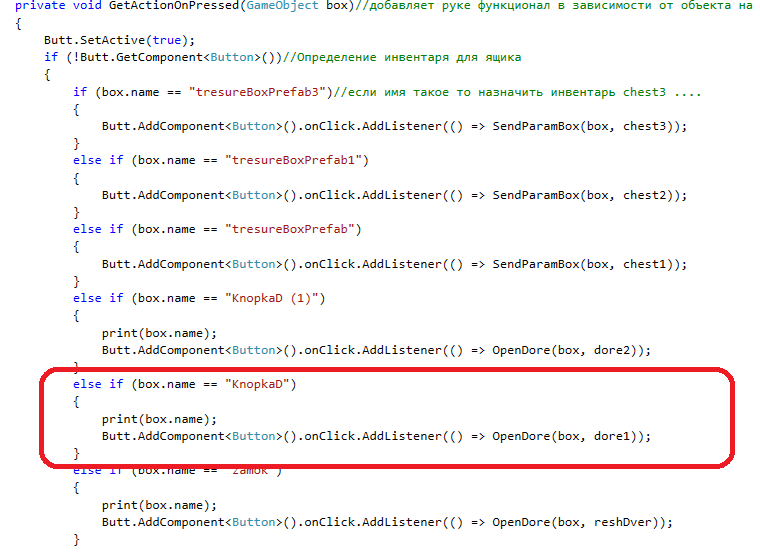 private void GetActionOnPressed(GameObject box)//добавляет руке функционал в зависимости от объекта на
{
Butt.SetActive(true);
if (!Butt.GetComponent<Button>())//Определение инвентаря для ящика
{
if (box.name == "tresureBoxPrefab3")//если имя такое то назначить инвентарь chest3 ....
{
Butt.AddComponent<Button>().onClick.AddListener(() => SendParamBox(box, chest3));
}
else if (box.name == "tresureBoxPrefab1")
{
Butt.AddComponent<Button>().onClick.AddListener(() => SendParamBox(box, chest2));
}
else if (box.name == "tresureBoxPrefab")
{
Butt.AddComponent<Button>().onClick.AddListener(() => SendParamBox(box, chest1));
}
else if (box.name == "KnopkaD (1)")
{
print(box.name);
Butt.AddComponent<Button>().onClick.AddListener(() => OpenDore(box, dore2));
}
else if (box.name == "KnopkaD")
{
print(box.name);
Butt.AddComponent<Button>().onClick.AddListener(() => OpenDore(box, dore1));
}
else if (box.name == "zamok")
{
print(box.name);
Butt.AddComponent<Button>().onClick.AddListener(() => OpenDore(box, reshDver));
}